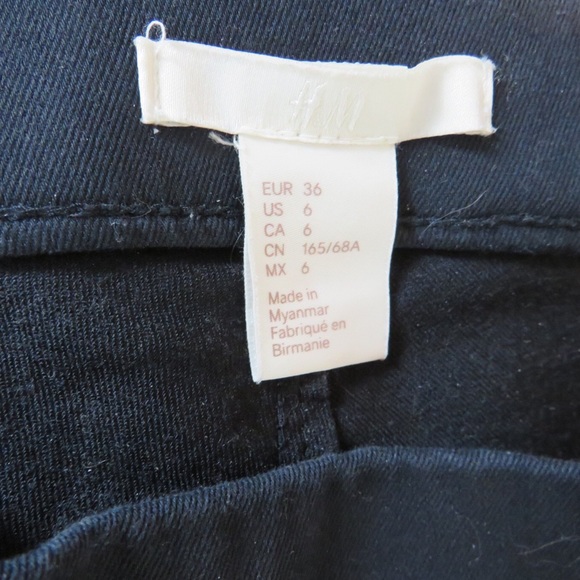 H&M
EUR 36
US 6
CA 6
CN 165/68A
MX 6
Made in
Myanmar
Fabriqué en
Birmanie